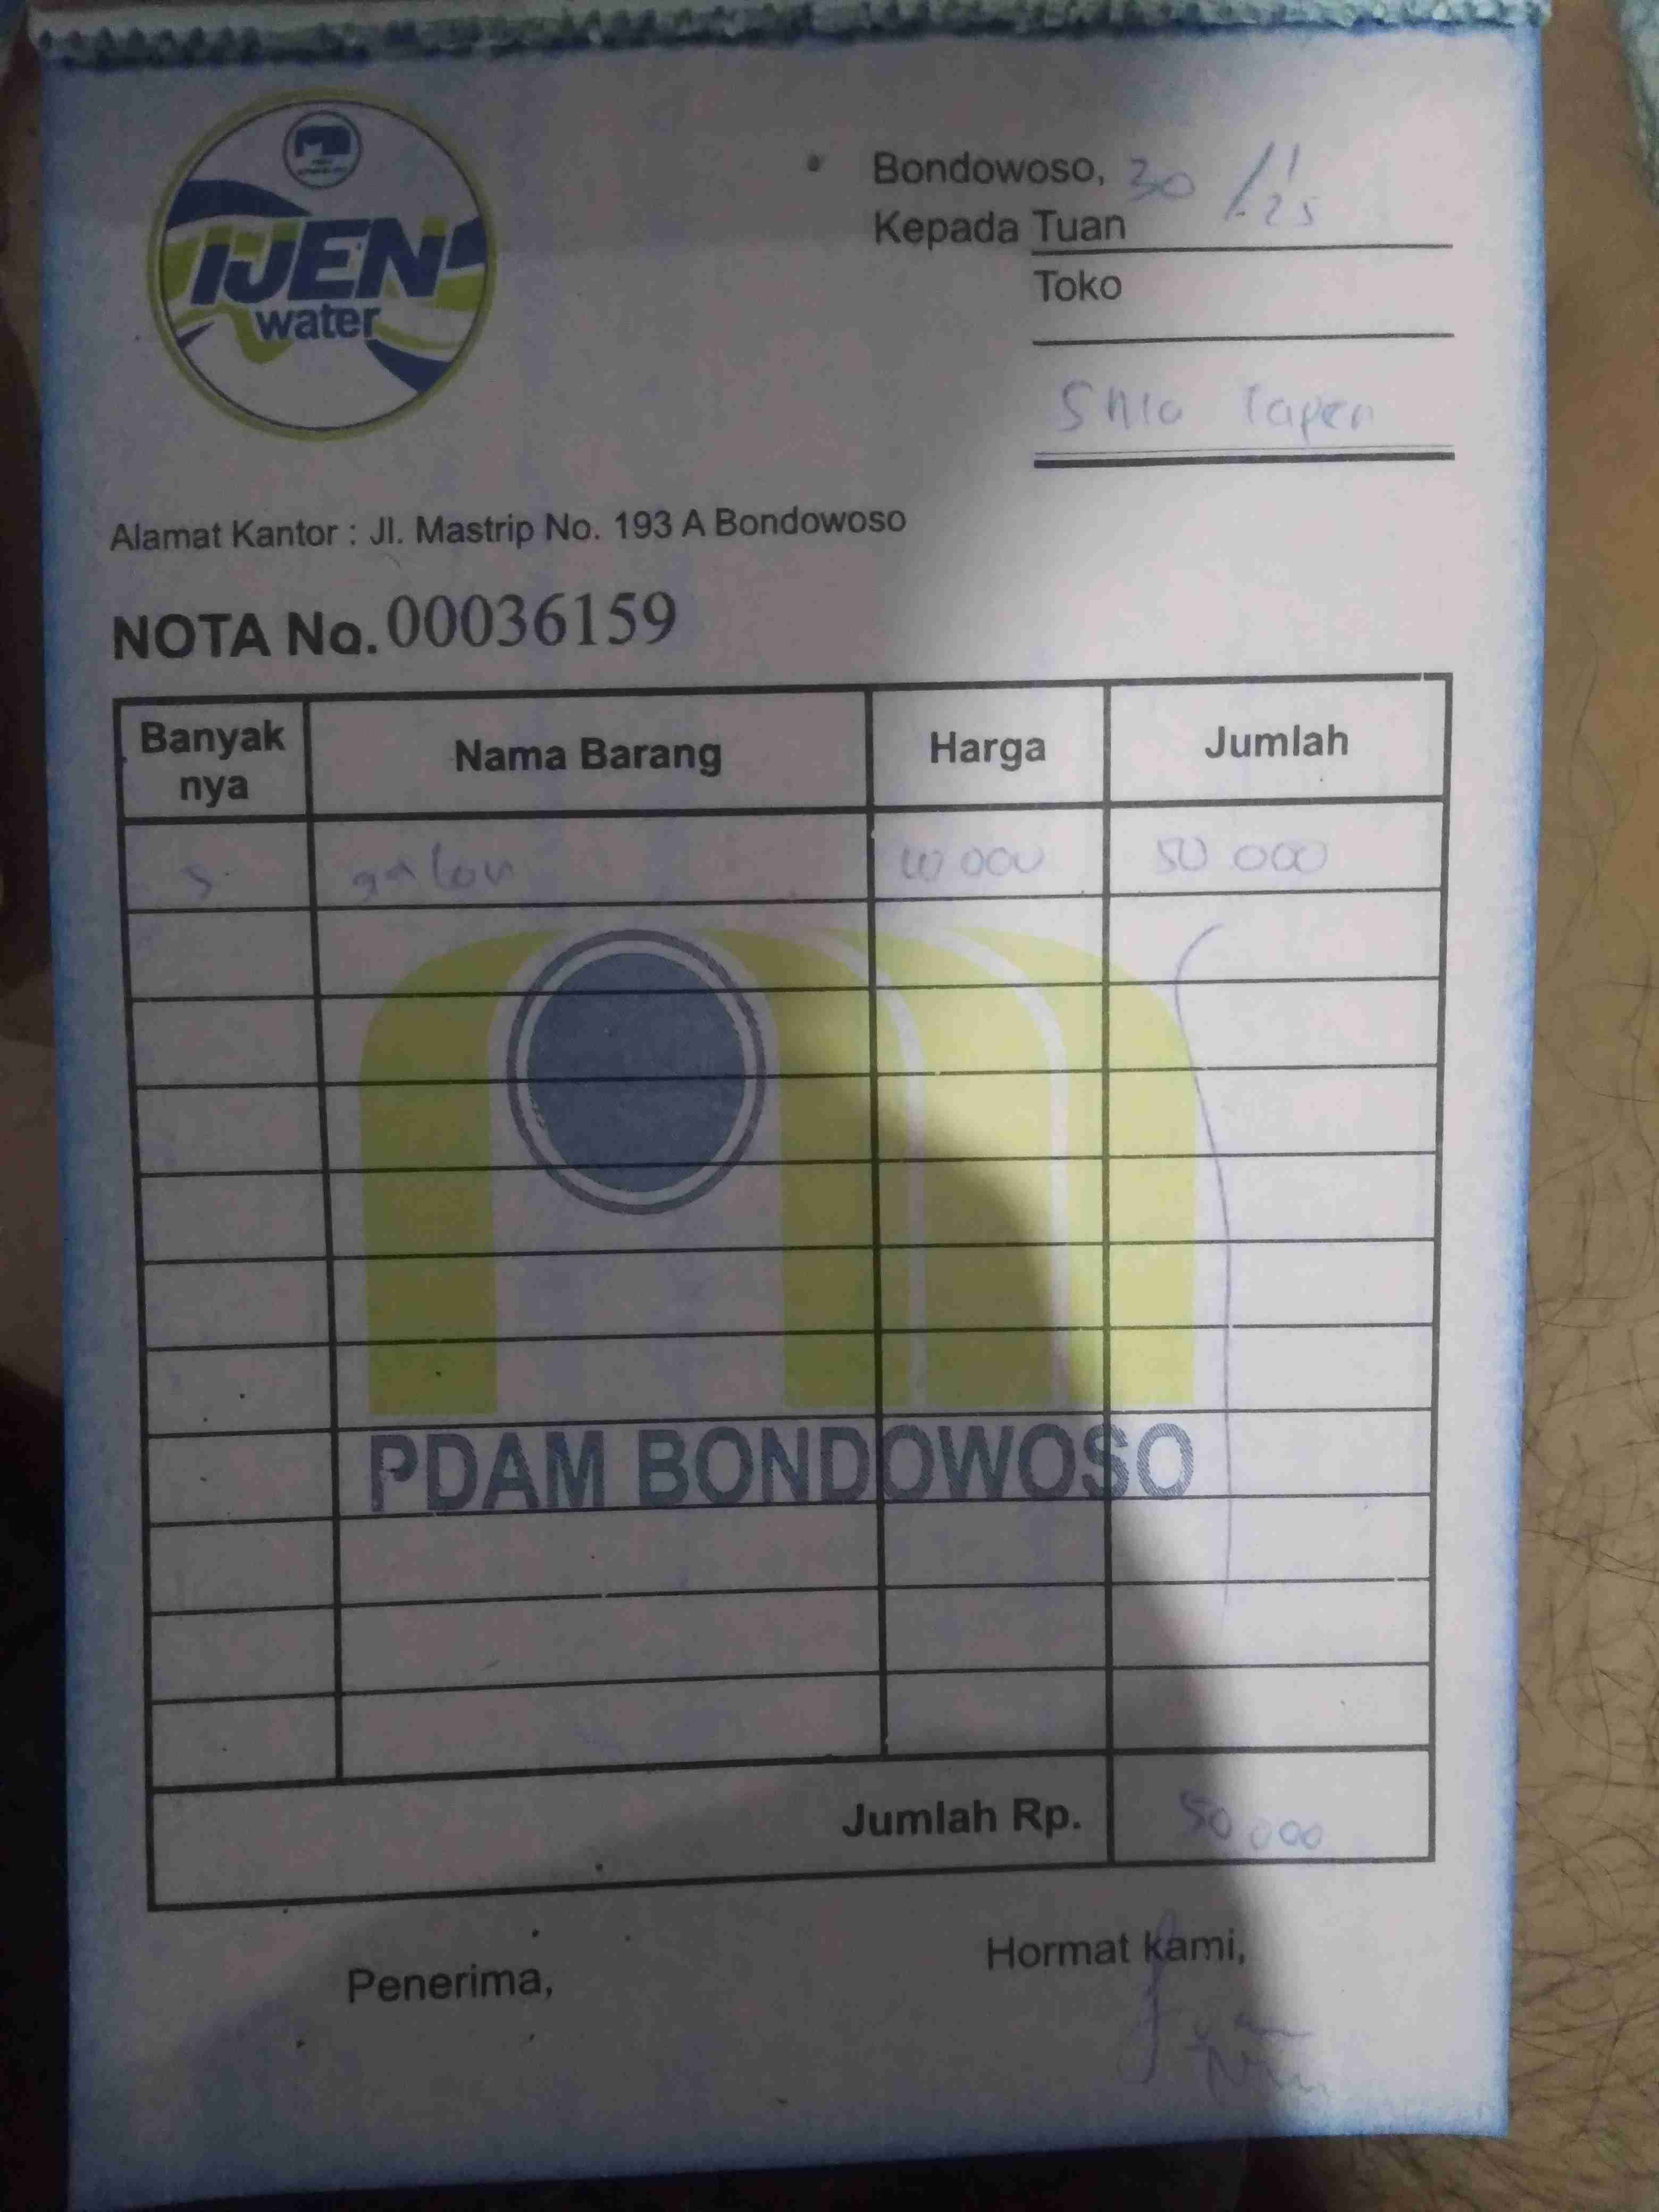 IJEN
water
Bondowoso, 30 / 1 - 25
Kepada Tuan
Toko
Tapen
Alamat Kantor : Jl. Mastrip No. 193 A Bondowoso
NOTA No. 00036159
Banyak nya Nama Barang Harga Jumlah
5 galon 10 000 50 000
PDAM BONDOWOSO
Jumlah Rp. 50 000
Penerima, Hormat kami,